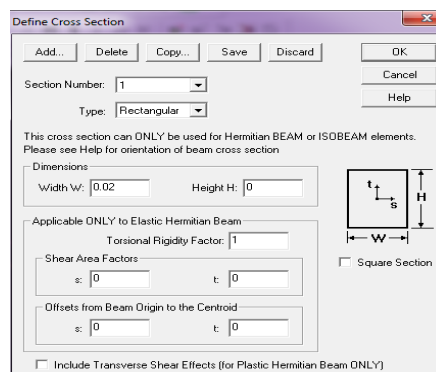 Define Cross Section
Add... Delete Copy... Save Discard OK
Cancel
Section Number: 1
Help
Type: Rectangular
This cross section can ONLY be used for Hermitian BEAM or ISOBEAM elements.
Please see Help for orientation of beam cross section
Dimensions
Width W: 0.02 Height H: 0
t
s
H
W
Applicable ONLY to Elastic Hermitian Beam
Torsional Rigidity Factor: 1
Square Section
Shear Area Factors
s: 0 t: 0
Offsets from Beam Origin to the Centroid
s: 0 t: 0
Include Transverse Shear Effects (for Plastic Hermitian Beam ONLY)